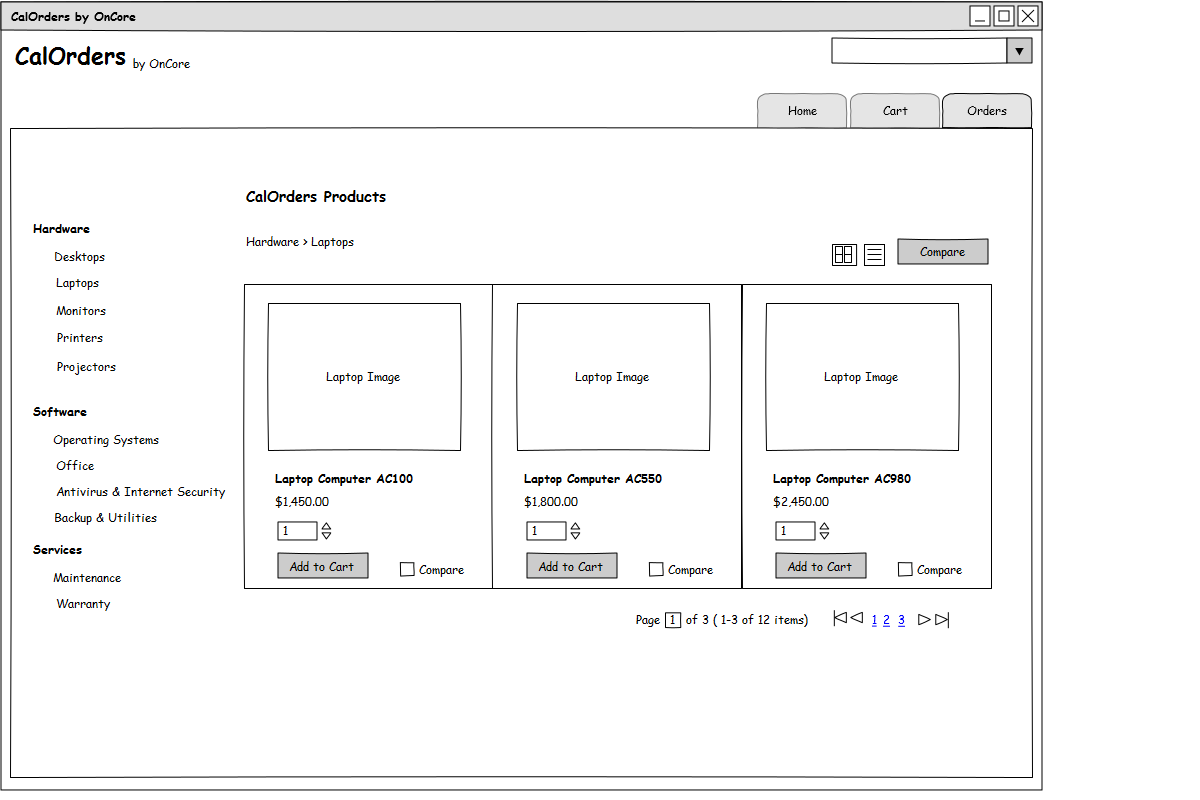 CalOrders by OnCore
CalOrders by OnCore
Home Cart Orders
CalOrders Products
Hardware
Desktops
Laptops
Monitors
Printers
Projectors
Software
Operating Systems
Office
Antivirus & Internet Security
Backup & Utilities
Services
Maintenance
Warranty
Hardware > Laptops
Compare
Laptop Image
Laptop Computer AC100
$1,450.00
1
Add to Cart Compare
Laptop Image
Laptop Computer AC550
$1,800.00
1
Add to Cart Compare
Laptop Image
Laptop Computer AC980
$2,450.00
1
Add to Cart Compare
Page 1 of 3 ( 1-3 of 12 items) 1 2 3